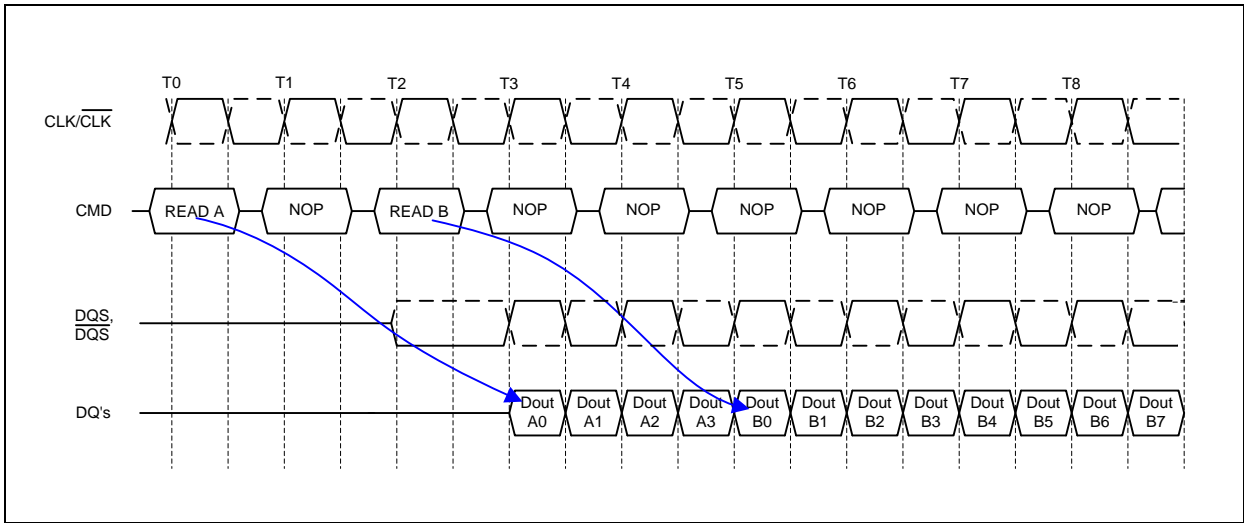 T0 T1 T2 T3 T4 T5 T6 T7 T8
CLK/CLK
CMD READ A NOP READ B NOP NOP NOP NOP NOP NOP
DQS,
DQS
DQ's
Dout Dout Dout Dout Dout Dout Dout Dout Dout Dout Dout Dout
A0 A1 A2 A3 B0 B1 B2 B3 B4 B5 B6 B7